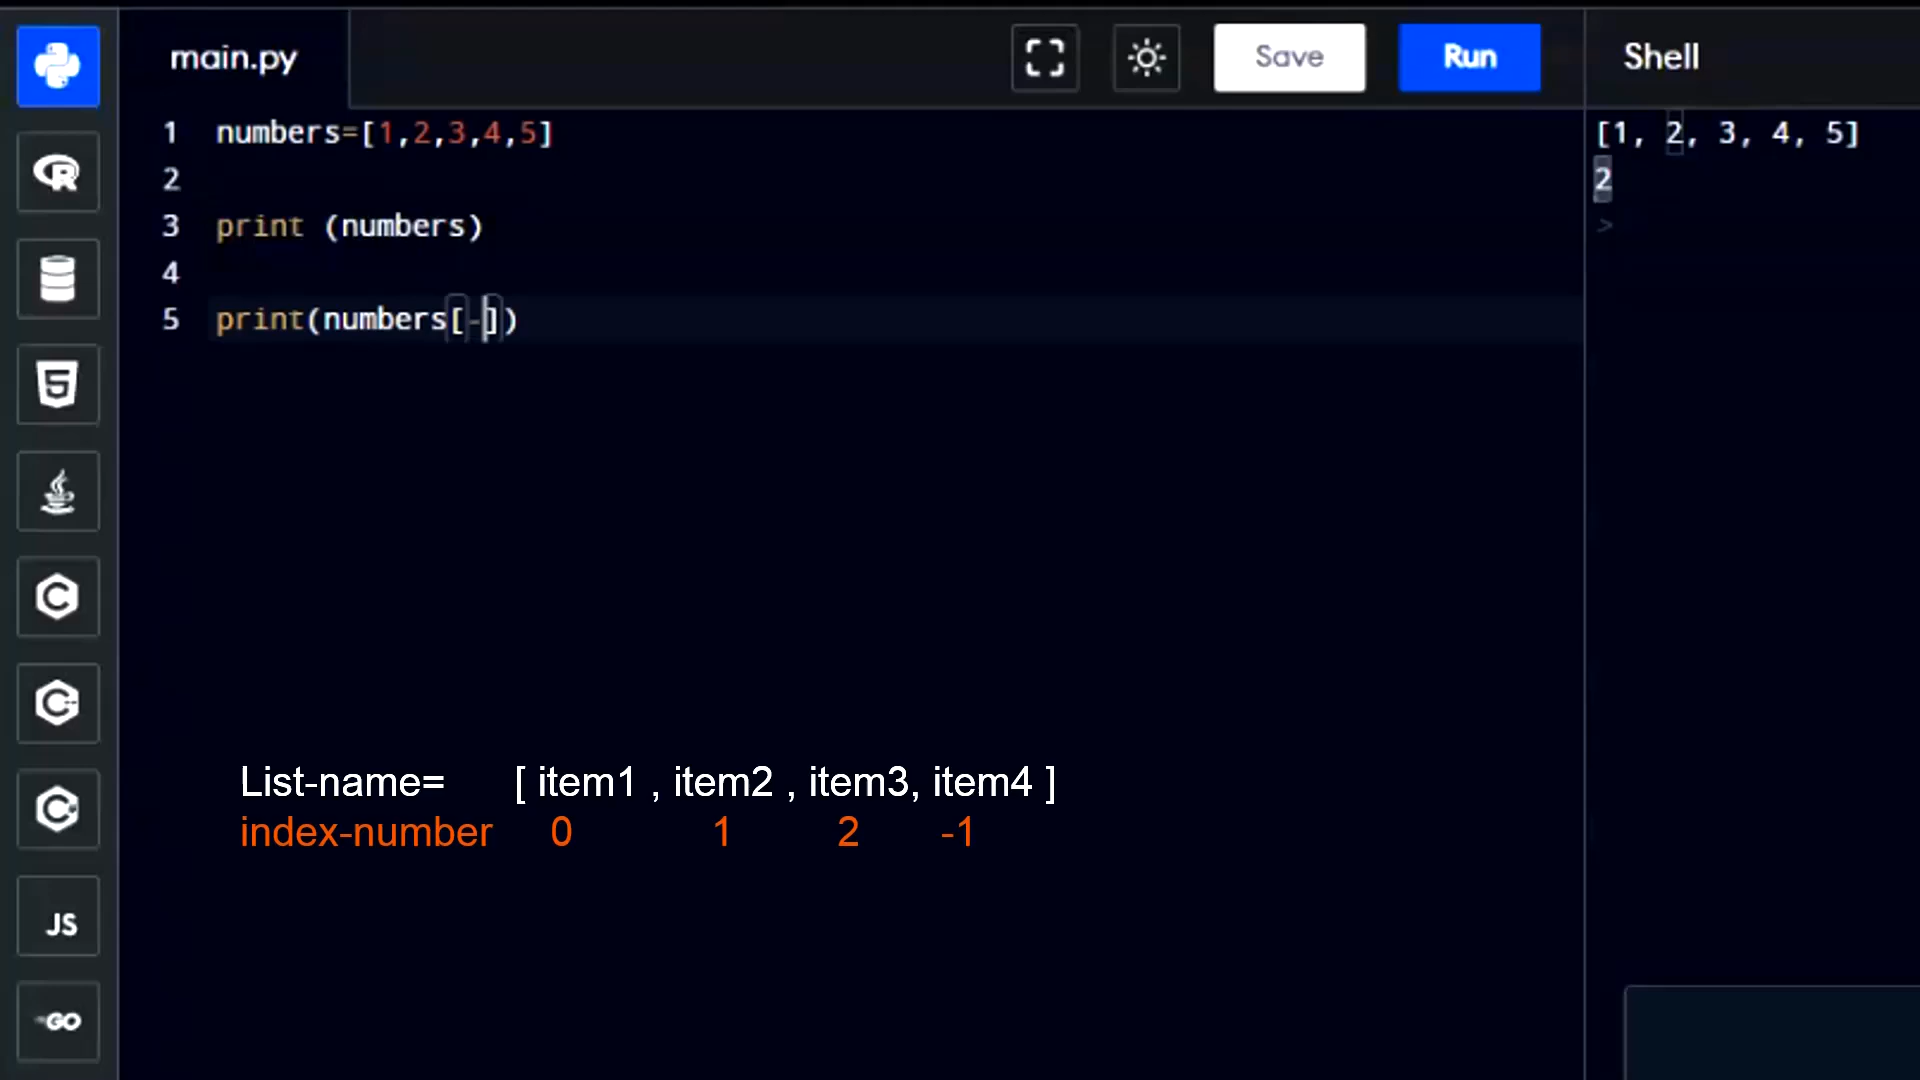 main.py
Save
Run
Shell
1 numbers=[1,2,3,4,5]
2
3 print (numbers)
4
5 print(numbers[-])
[1, 2, 3, 4, 5]
2
>
R
5
C
C
C
JS
GO
List-name= [ item1 , item2 , item3, item4 ]
index-number 0 1 2 -1